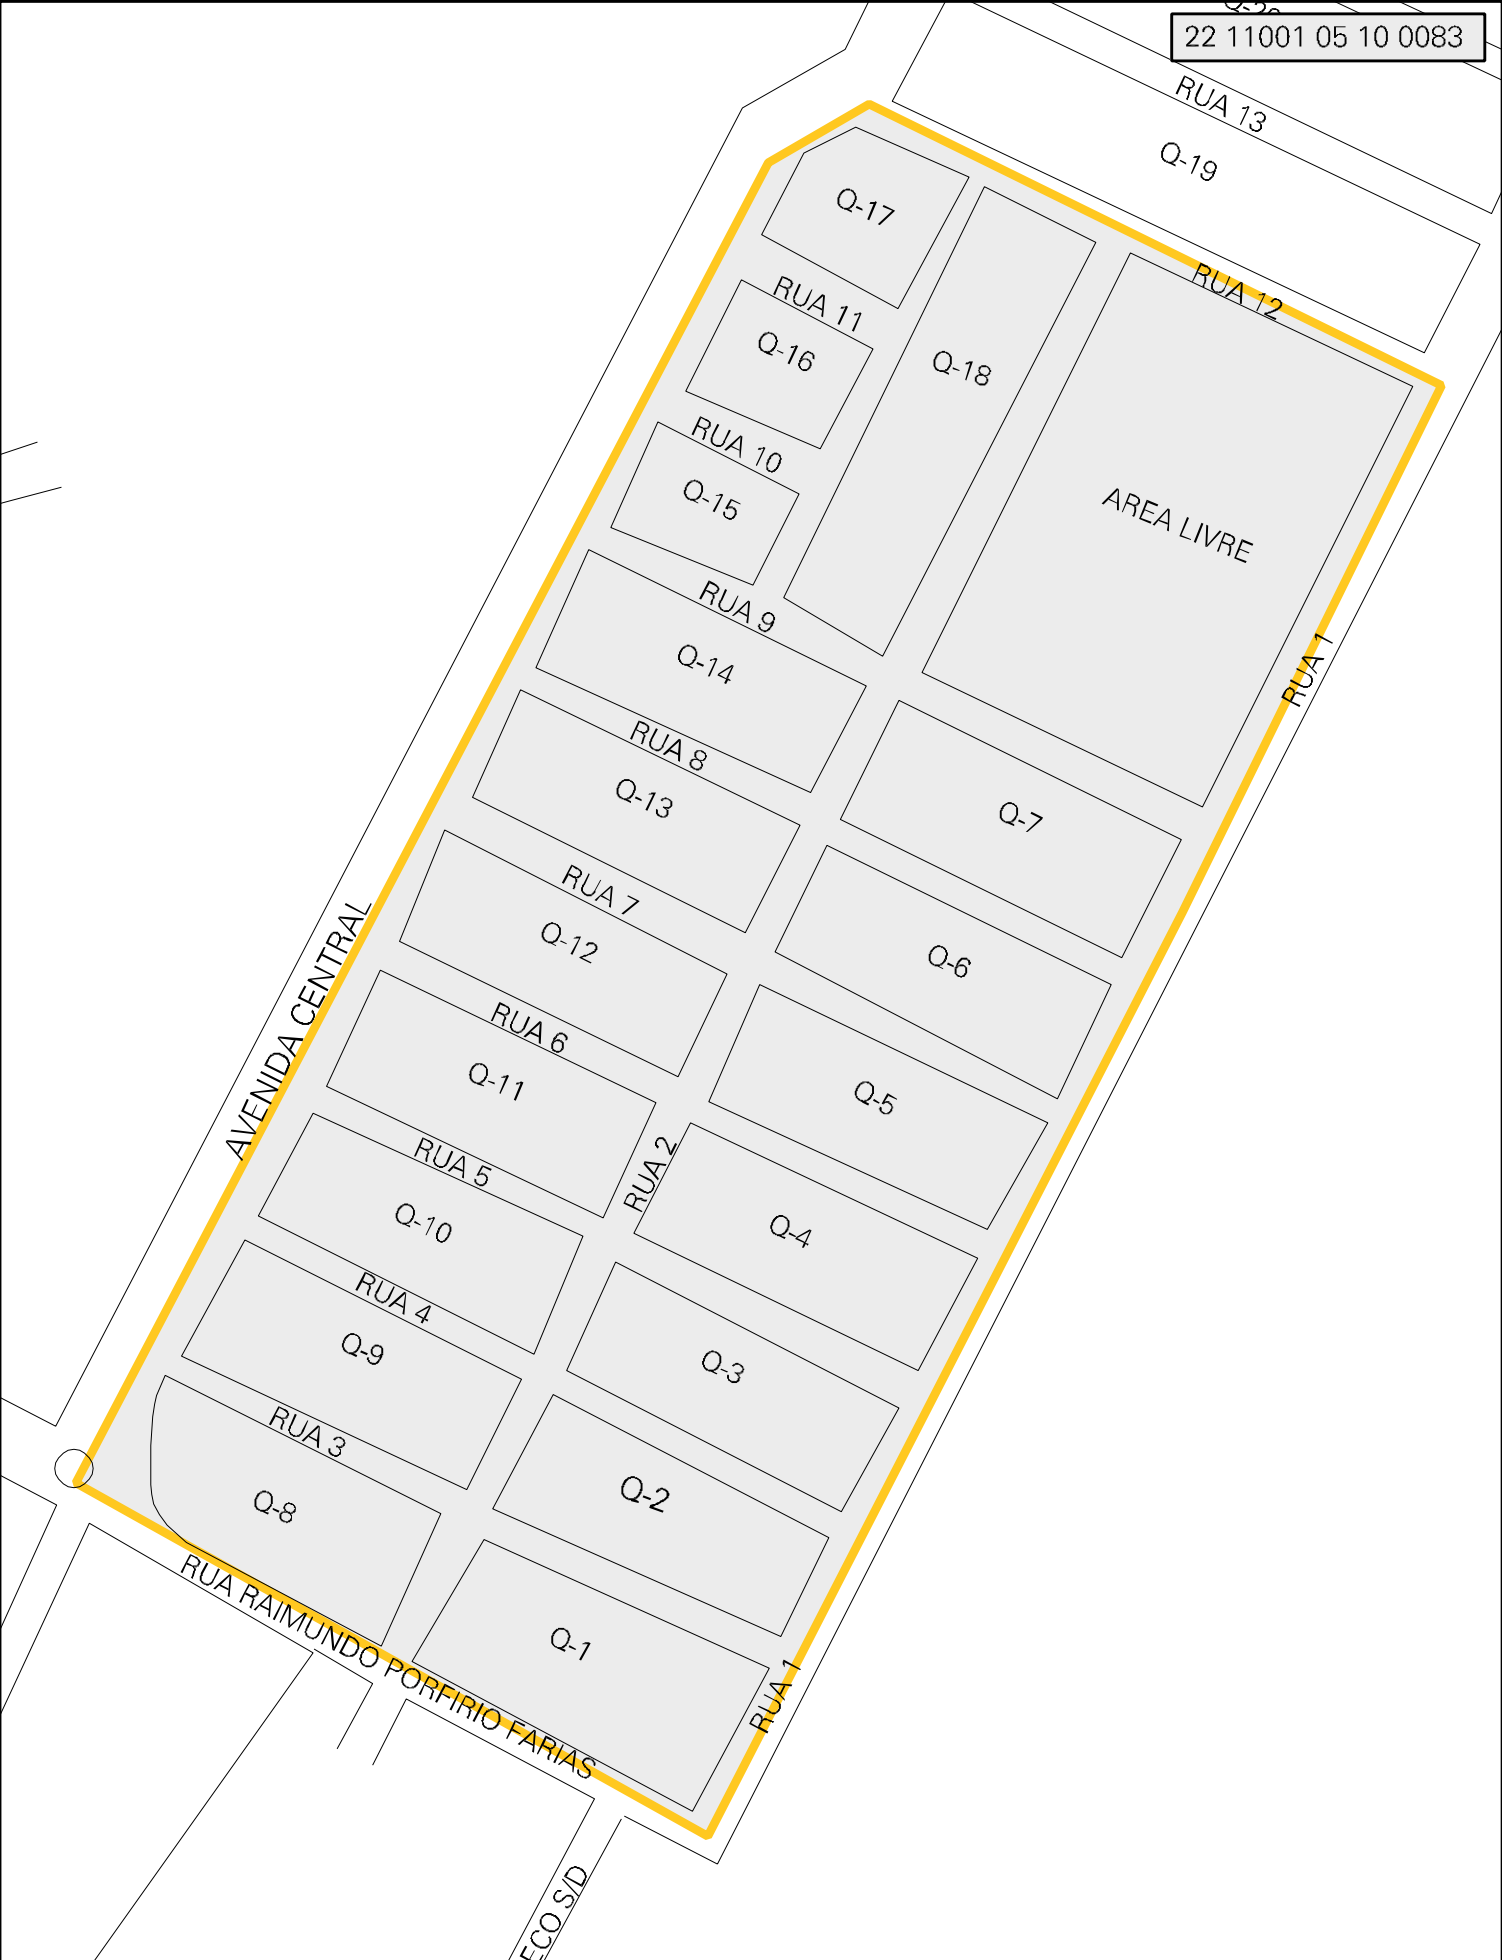 Q-20
22 11001 05 10 0083
RUA 13
Q-19
Q-17
RUA 12
RUA 11
Q-16
Q-18
RUA 10
Q-15
AREA LIVRE
RUA 9
Q-14
RUA 1
RUA 8
Q-13
Q-7
RUA 7
Q-12
Q-6
AVENIDA CENTRAL
RUA 6
Q-11
Q-5
RUA 5
RUA 2
Q-10
Q-4
RUA 4
Q-9
Q-3
RUA 3
Q-8
Q-2
RUA RAIMUNDO PORFIRIO FARIAS
Q-1
RUA 1
ECO S/D